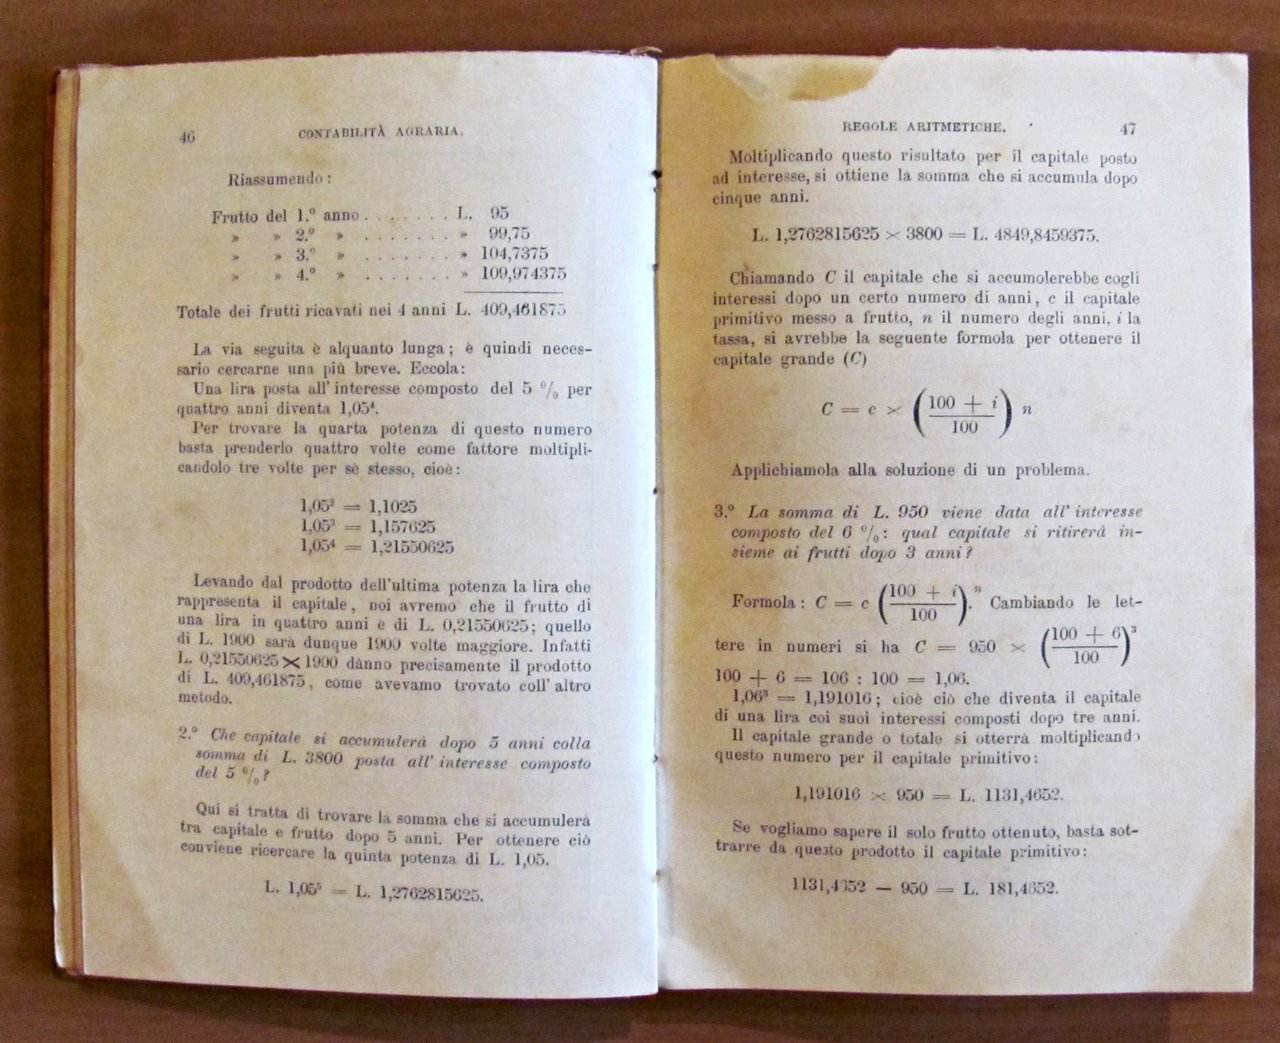 46
CONTABILITÀ AGRARIA.
Riassumendo:
Frutto del 1.º anno . . . . . . . L. 95
» » 2.º » . . . . . . . » 99,75
» » 3.º » . . . . . . . » 104,7375
» » 4.º » . . . . . . . » 109,974375
Totale dei frutti ricavati nei 4 anni L. 409,461875
La via seguita è alquanto lunga; è quindi neces-
sario cercarne una più breve. Eccola:
Una lira posta all'interesse composto del 5 % per
quattro anni diventa 1,05⁴.
Per trovare la quarta potenza di questo numero
basta prenderlo quattro volte come fattore moltipli-
candolo tre volte per sè stesso, cioè:
1,05² = 1,1025
1,05³ = 1,157625
1,05⁴ = 1,21550625
Levando dal prodotto dell'ultima potenza la lira che
rappresenta il capitale, noi avremo che il frutto di
una lira in quattro anni è di L. 0,21550625; quello
di L. 1900 sarà dunque 1900 volte maggiore. Infatti
L. 0,21550625 × 1900 dànno precisamente il prodotto
di L. 409,461875, come avevamo trovato coll'altro
metodo.
2.º Che capitale si accumulerà dopo 5 anni colla
somma di L. 3800 posta all'interesse composto
del 5 %?
Qui si tratta di trovare la somma che si accumulerà
tra capitale e frutto dopo 5 anni. Per ottenere ciò
conviene ricercare la quinta potenza di L. 1,05.
L. 1,05⁵ = L. 1,2762815625.
REGOLE ARITMETICHE.
47
Moltiplicando questo risultato per il capitale posto
ad interesse, si ottiene la somma che si accumula dopo
cinque anni.
L. 1,2762815625 × 3800 = L. 4849,8459375.
Chiamando C il capitale che si accumolerebbe cogli
interessi dopo un certo numero di anni, c il capitale
primitivo messo a frutto, n il numero degli anni, i la
tassa, si avrebbe la seguente formola per ottenere il
capitale grande (C)
C = c × (100 + i / 100) n
Applichiamola alla soluzione di un problema.
3.º La somma di L. 950 viene data all'interesse
composto del 6 %: qual capitale si ritirerà in-
sieme ai frutti dopo 3 anni?
Formola: C = c (100 + i / 100)ⁿ. Cambiando le let-
tere in numeri si ha C = 950 × (100 + 6 / 100)³
100 + 6 = 106 : 100 = 1,06.
1,06³ = 1,191016; cioè ciò che diventa il capitale
di una lira coi suoi interessi composti dopo tre anni.
Il capitale grande o totale si otterrà moltiplicando
questo numero per il capitale primitivo:
1,191016 × 950 = L. 1131,4652.
Se vogliamo sapere il solo frutto ottenuto, basta sot-
trarre da questo prodotto il capitale primitivo:
1131,4652 — 950 = L. 181,4652.